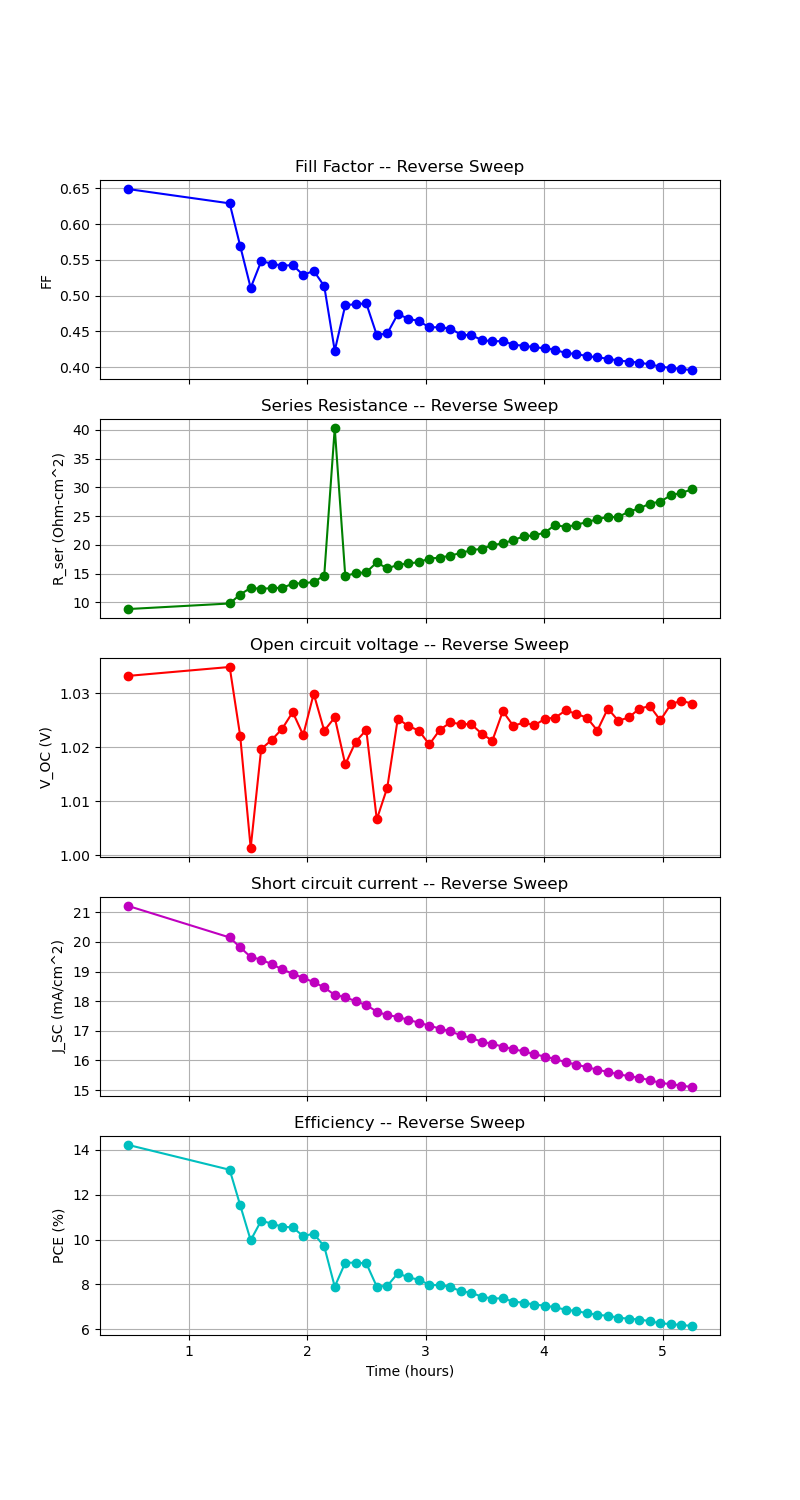 Fill Factor -- Reverse Sweep
0.65
0.60
0.55
0.50
0.45
0.40
FF
Series Resistance -- Reverse Sweep
40
35
30
25
20
15
10
R_ser (Ohm-cm^2)
Open circuit voltage -- Reverse Sweep
1.03
1.02
1.01
1.00
V_OC (V)
Short circuit current -- Reverse Sweep
21
20
19
18
17
16
15
J_SC (mA/cm^2)
Efficiency -- Reverse Sweep
14
12
10
8
6
PCE (%)
1 2 3 4 5
Time (hours)